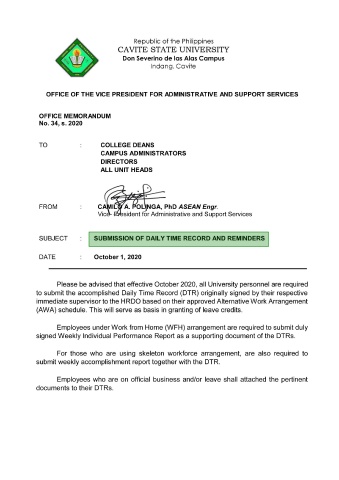 Republic of the Philippines
CAVITE STATE UNIVERSITY
Don Severino de las Alas Campus
Indang, Cavite
OFFICE OF THE VICE PRESIDENT FOR ADMINISTRATIVE AND SUPPORT SERVICES
OFFICE MEMORANDUM
No. 34, s. 2020
TO : COLLEGE DEANS
CAMPUS ADMINISTRATORS
DIRECTORS
ALL UNIT HEADS
FROM : CAMILO A. POLINGA, PhD ASEAN Engr.
Vice- President for Administrative and Support Services
SUBJECT : SUBMISSION OF DAILY TIME RECORD AND REMINDERS
DATE : October 1, 2020
Please be advised that effective October 2020, all University personnel are required
to submit the accomplished Daily Time Record (DTR) originally signed by their respective
immediate supervisor to the HRDO based on their approved Alternative Work Arrangement
(AWA) schedule. This will serve as basis in granting of leave credits.
Employees under Work from Home (WFH) arrangement are required to submit duly
signed Weekly Individual Performance Report as a supporting document of the DTRs.
For those who are using skeleton workforce arrangement, are also required to
submit weekly accomplishment report together with the DTR.
Employees who are on official business and/or leave shall attached the pertinent
documents to their DTRs.